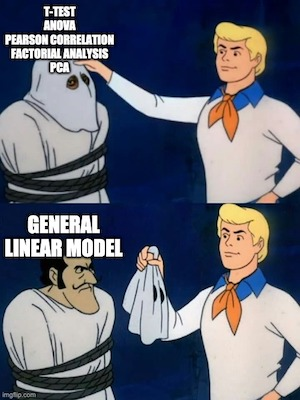 T-TEST
ANOVA
PEARSON CORRELATION
FACTORIAL ANALYSIS
PCA
GENERAL
LINEAR MODEL
imgflip.com